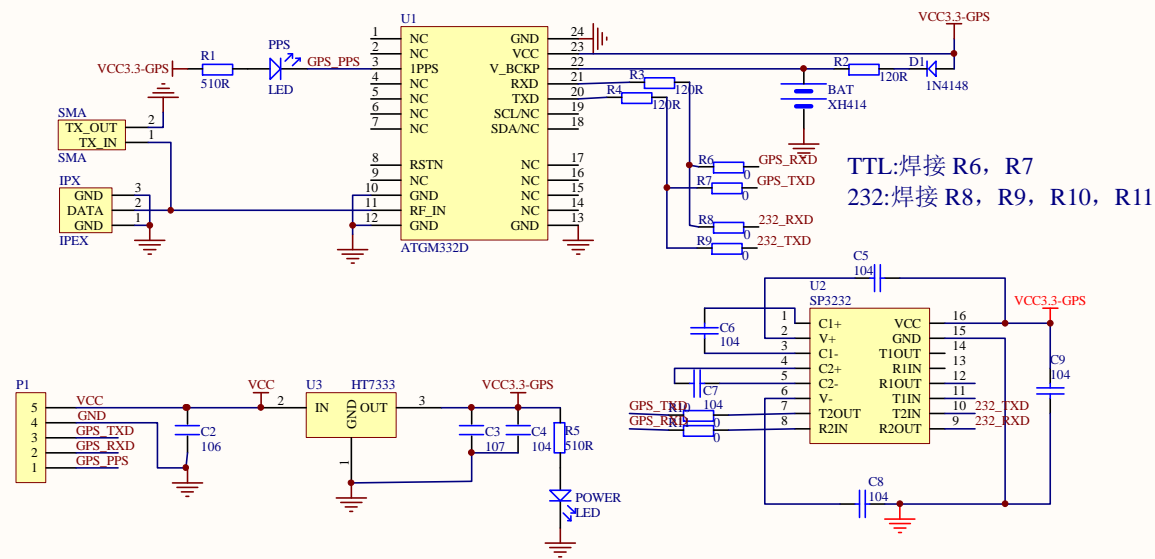 U1
1 NC GND 24
2 NC VCC 23
3 1PPS V_BCKP 22
4 NC RXD 21
5 NC TXD 20
6 NC SCL/NC 19
7 NC SDA/NC 18
8 RSTN NC 17
9 NC NC 16
10 GND NC 15
11 RF_IN NC 14
12 GND GND 13
ATGM332D
VCC3.3-GPS
R1
510R
PPS
LED
GPS_PPS
SMA
TX_OUT 2
TX_IN 1
SMA
IPX
GND 3
DATA 2
GND 1
IPEX
VCC3.3-GPS
R2
120R
D1
1N4148
R3
120R
R4
120R
BAT
XH414
R6
0
GPS_RXD
R7
0
GPS_TXD
R8
0
232_RXD
R9
0
232_TXD
TTL:焊接 R6，R7
232:焊接 R8，R9，R10，R11
P1
5 VCC
4 GND
3 GPS_TXD
2 GPS_RXD
1 GPS_PPS
C2
106
VCC
U3 HT7333
2 IN GND OUT 3
1
VCC3.3-GPS
C3
107
C4
104
R5
510R
POWER
LED
C5
104
U2
SP3232
1 C1+ VCC 16
2 V+ GND 15
3 C1- T1OUT 14
4 C2+ R1IN 13
5 C2- R1OUT 12
6 V- T1IN 11
7 T2OUT T2IN 10
8 R2IN R2OUT 9
C6
104
C7
104
GPS_TXD
R10
0
GPS_RXD
0
232_TXD
232_RXD
VCC3.3-GPS
C9
104
C8
104